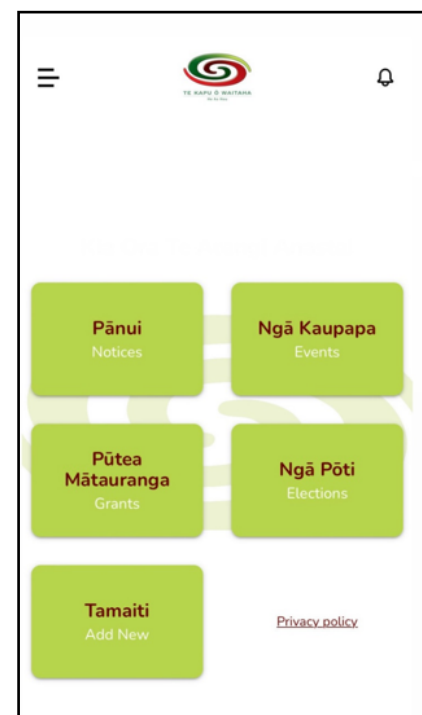 TE KAPU Ō WAITAHA
Pānui
Notices
Ngā Kaupapa
Events
Pūtea
Mātauranga
Grants
Ngā Pōti
Elections
Tamaiti
Add New
Privacy policy